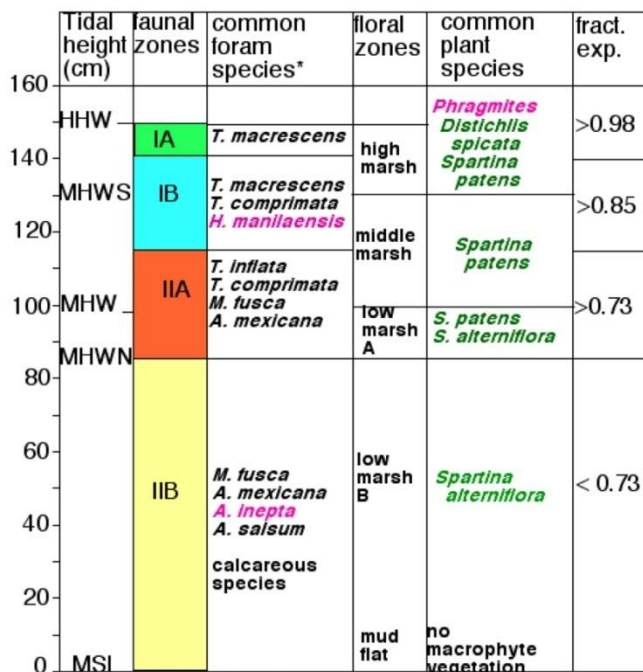 Tidal height (cm)
faunal zones
common foram species*
floral zones
common plant species
fract. exp.
160
HHW
140
MHWS
120
100
MHW
MHWN
80
60
40
20
0
MSL
IA
IB
IIA
IIB
T. macrescens
T. macrescens
T. comprimata
H. manilaensis
T. inflata
T. comprimata
M. fusca
A. mexicana
M. fusca
A. mexicana
A. inepta
A. salsum
calcareous
species
high
marsh
middle
marsh
low
marsh
A
low
marsh
B
mud
flat
Phragmites
Distichlis
spicata
Spartina
patens
Spartina
patens
S. patens
S. alterniflora
Spartina
alterniflora
no
macrophyte
vegetation
>0.98
>0.85
>0.73
< 0.73